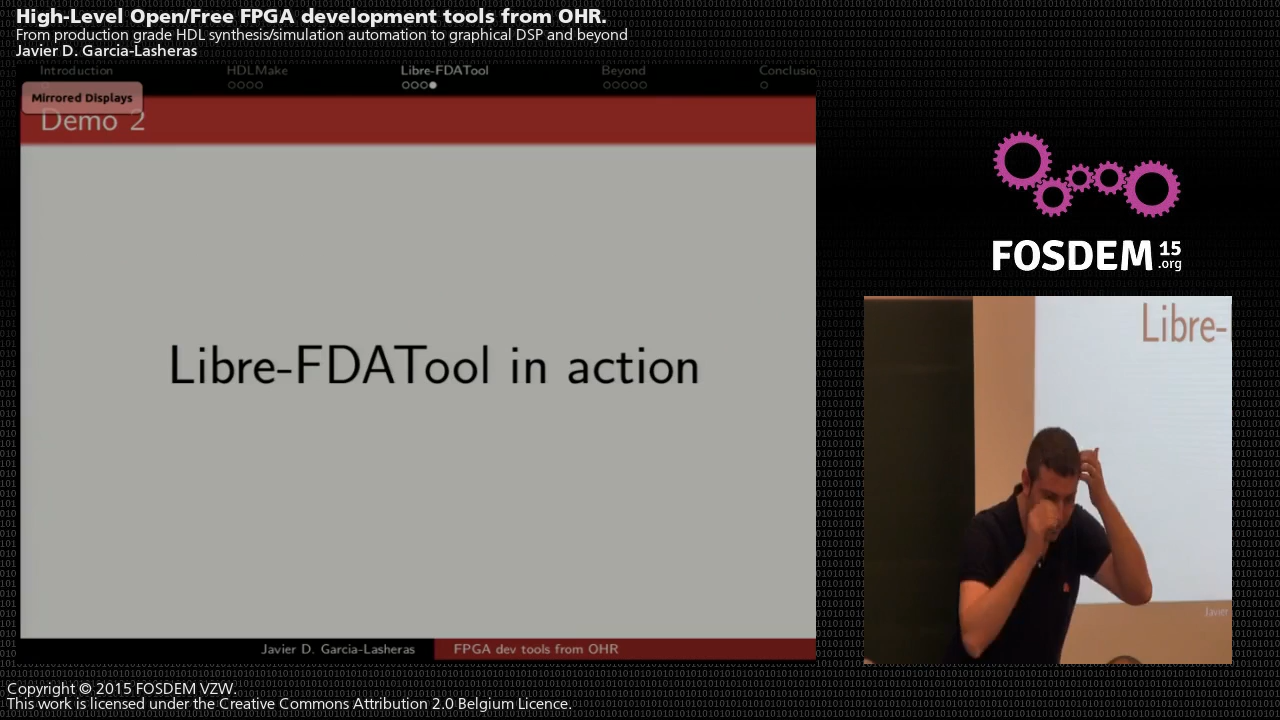 High-Level Open/Free FPGA development tools from OHR.
From production grade HDL synthesis/simulation automation to graphical DSP and beyond
Javier D. Garcia-Lasheras
Introduction HDLMake Libre-FDATool Beyond Conclusio
Mirrored Displays
Demo 2
Libre-FDATool in action
Javier D. Garcia-Lasheras FPGA dev tools from OHR
FOSDEM 15 .org
Libre-
Javier
Copyright © 2015 FOSDEM VZW.
This work is licensed under the Creative Commons Attribution 2.0 Belgium Licence.